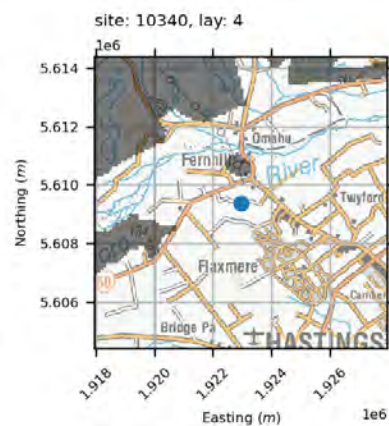 site: 10340, lay: 4
1e6
5.614
5.612
5.610
5.608
5.606
Northing (m)
Omahu
Fernhill
River
Twyford
Flaxmere
50
Bridge Pa
HASTINGS
1.918
1.920
1.922
1.924
1.926
1e6
Easting (m)